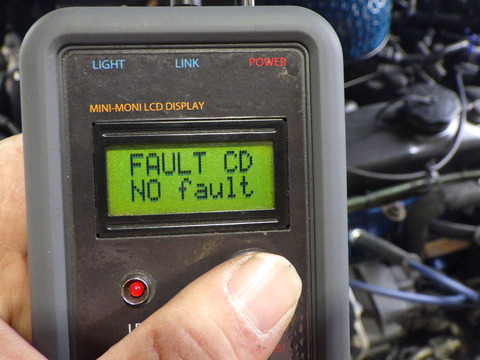 LIGHT LINK POWER
MINI-MONI LCD DISPLAY
FAULT CD
NO fault